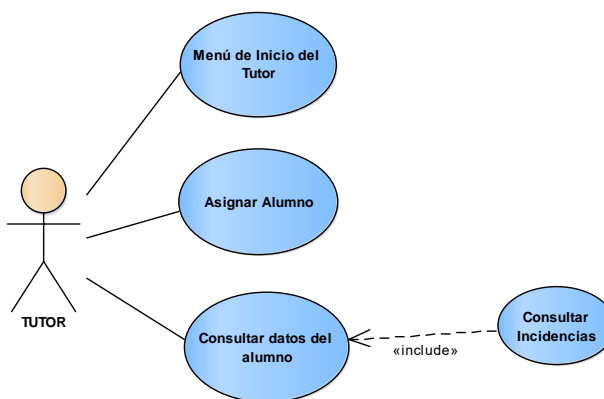 Menú de Inicio del
Tutor
Asignar Alumno
TUTOR
Consultar datos del
alumno
«include»
Consultar
Incidencias